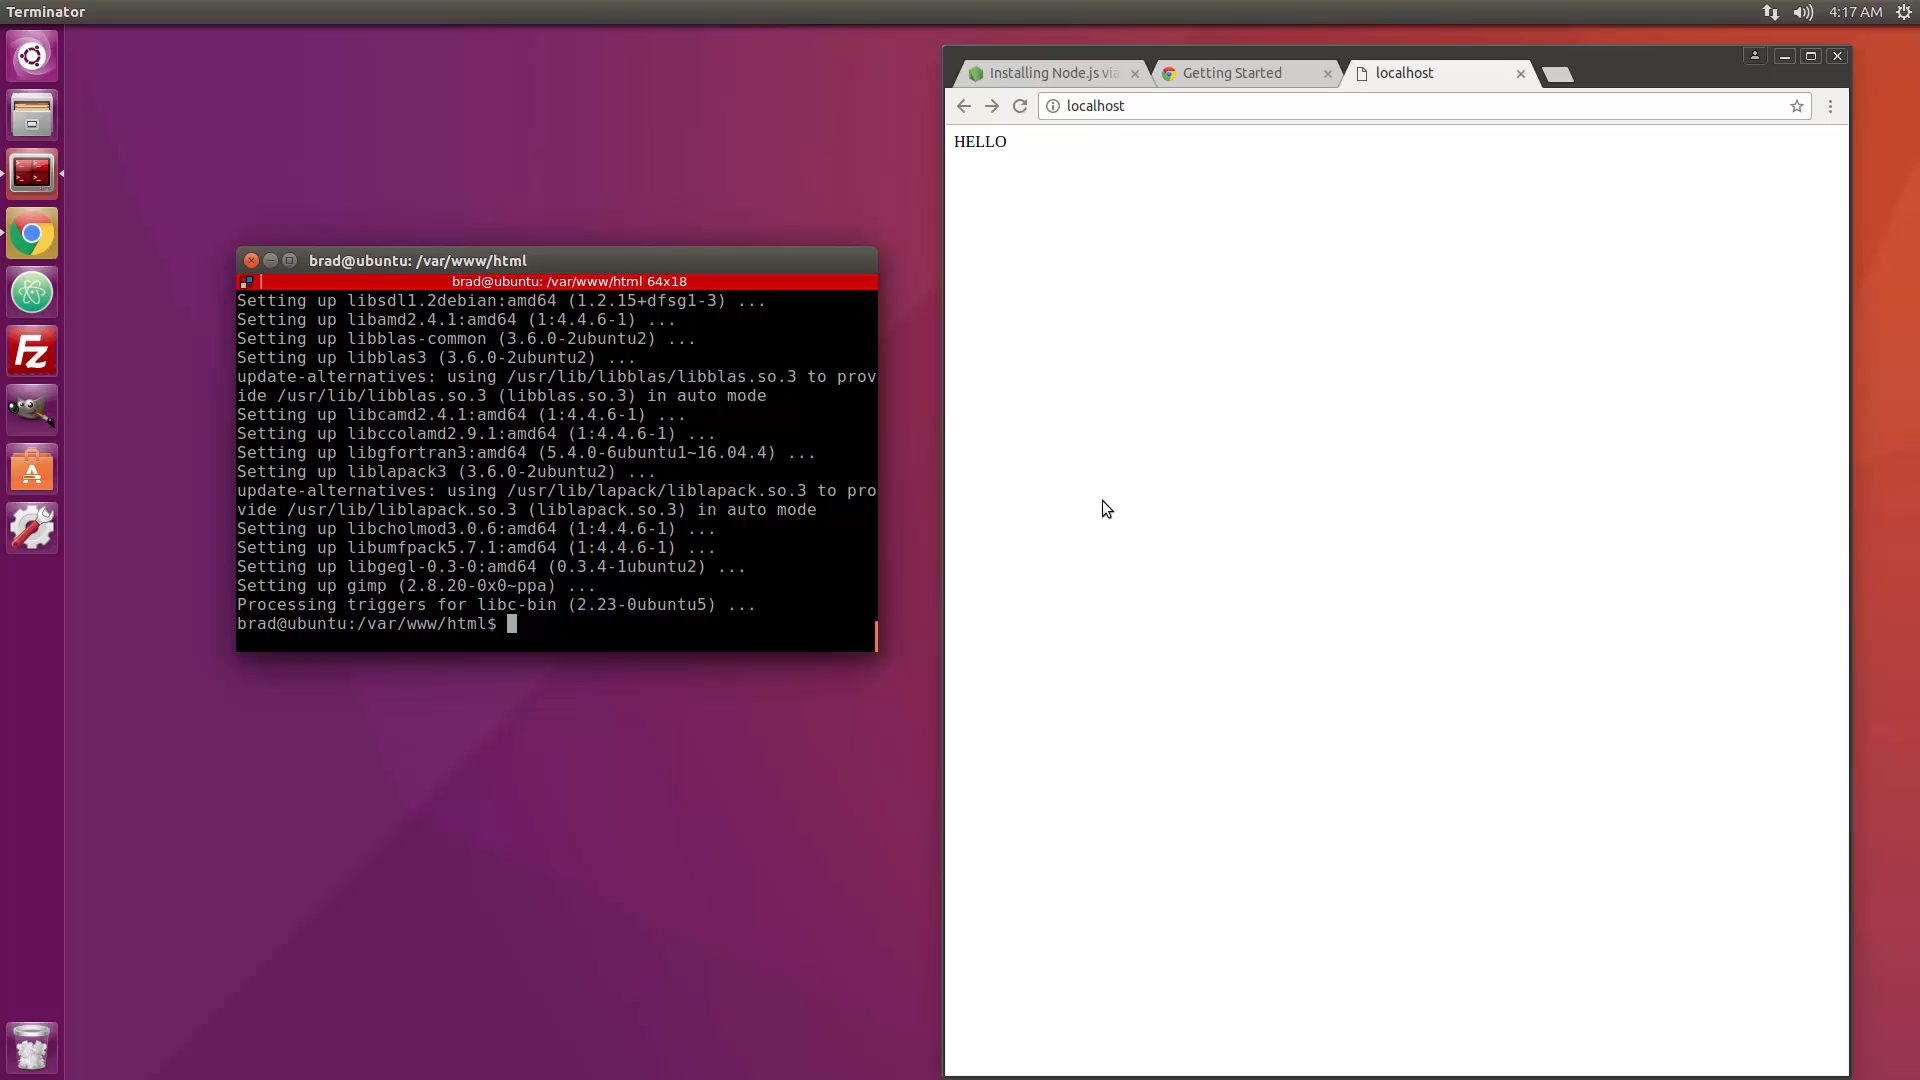 Terminator
4:17 AM
Installing Node.js via
Getting Started
localhost
localhost
HELLO
brad@ubuntu: /var/www/html
brad@ubuntu: /var/www/html 64x18
Setting up libsdl1.2debian:amd64 (1.2.15+dfsg1-3) ...
Setting up libamd2.4.1:amd64 (1:4.4.6-1) ...
Setting up libblas-common (3.6.0-2ubuntu2) ...
Setting up libblas3 (3.6.0-2ubuntu2) ...
update-alternatives: using /usr/lib/libblas/libblas.so.3 to prov
ide /usr/lib/libblas.so.3 (libblas.so.3) in auto mode
Setting up libcamd2.4.1:amd64 (1:4.4.6-1) ...
Setting up libccolamd2.9.1:amd64 (1:4.4.6-1) ...
Setting up libgfortran3:amd64 (5.4.0-6ubuntu1~16.04.4) ...
Setting up liblapack3 (3.6.0-2ubuntu2) ...
update-alternatives: using /usr/lib/lapack/liblapack.so.3 to pro
vide /usr/lib/liblapack.so.3 (liblapack.so.3) in auto mode
Setting up libcholmod3.0.6:amd64 (1:4.4.6-1) ...
Setting up libumfpack5.7.1:amd64 (1:4.4.6-1) ...
Setting up libgegl-0.3-0:amd64 (0.3.4-1ubuntu2) ...
Setting up gimp (2.8.20-0x0~ppa) ...
Processing triggers for libc-bin (2.23-0ubuntu5) ...
brad@ubuntu:/var/www/html$